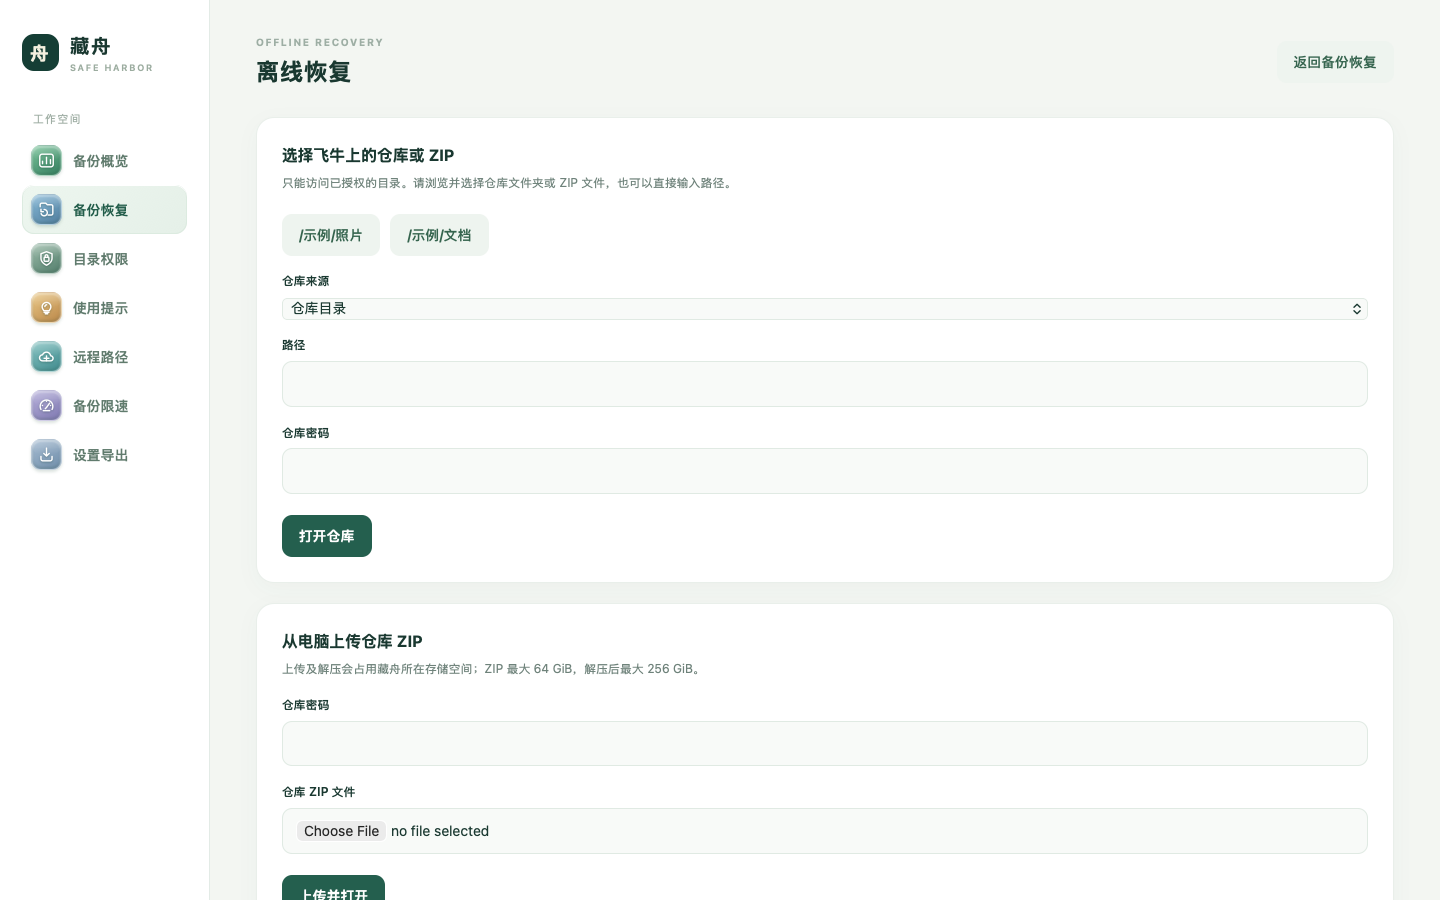 舟
藏舟
SAFE HARBOR
工作空间
备份概览
备份恢复
目录权限
使用提示
远程路径
备份限速
设置导出
OFFLINE RECOVERY
离线恢复
返回备份恢复
选择飞牛上的仓库或 ZIP
只能访问已授权的目录。请浏览并选择仓库文件夹或 ZIP 文件，也可以直接输入路径。
/示例/照片
/示例/文档
仓库来源
仓库目录
路径
仓库密码
打开仓库
从电脑上传仓库 ZIP
上传及解压会占用藏舟所在存储空间；ZIP 最大 64 GiB，解压后最大 256 GiB。
仓库密码
仓库 ZIP 文件
Choose File no file selected
上传并打开